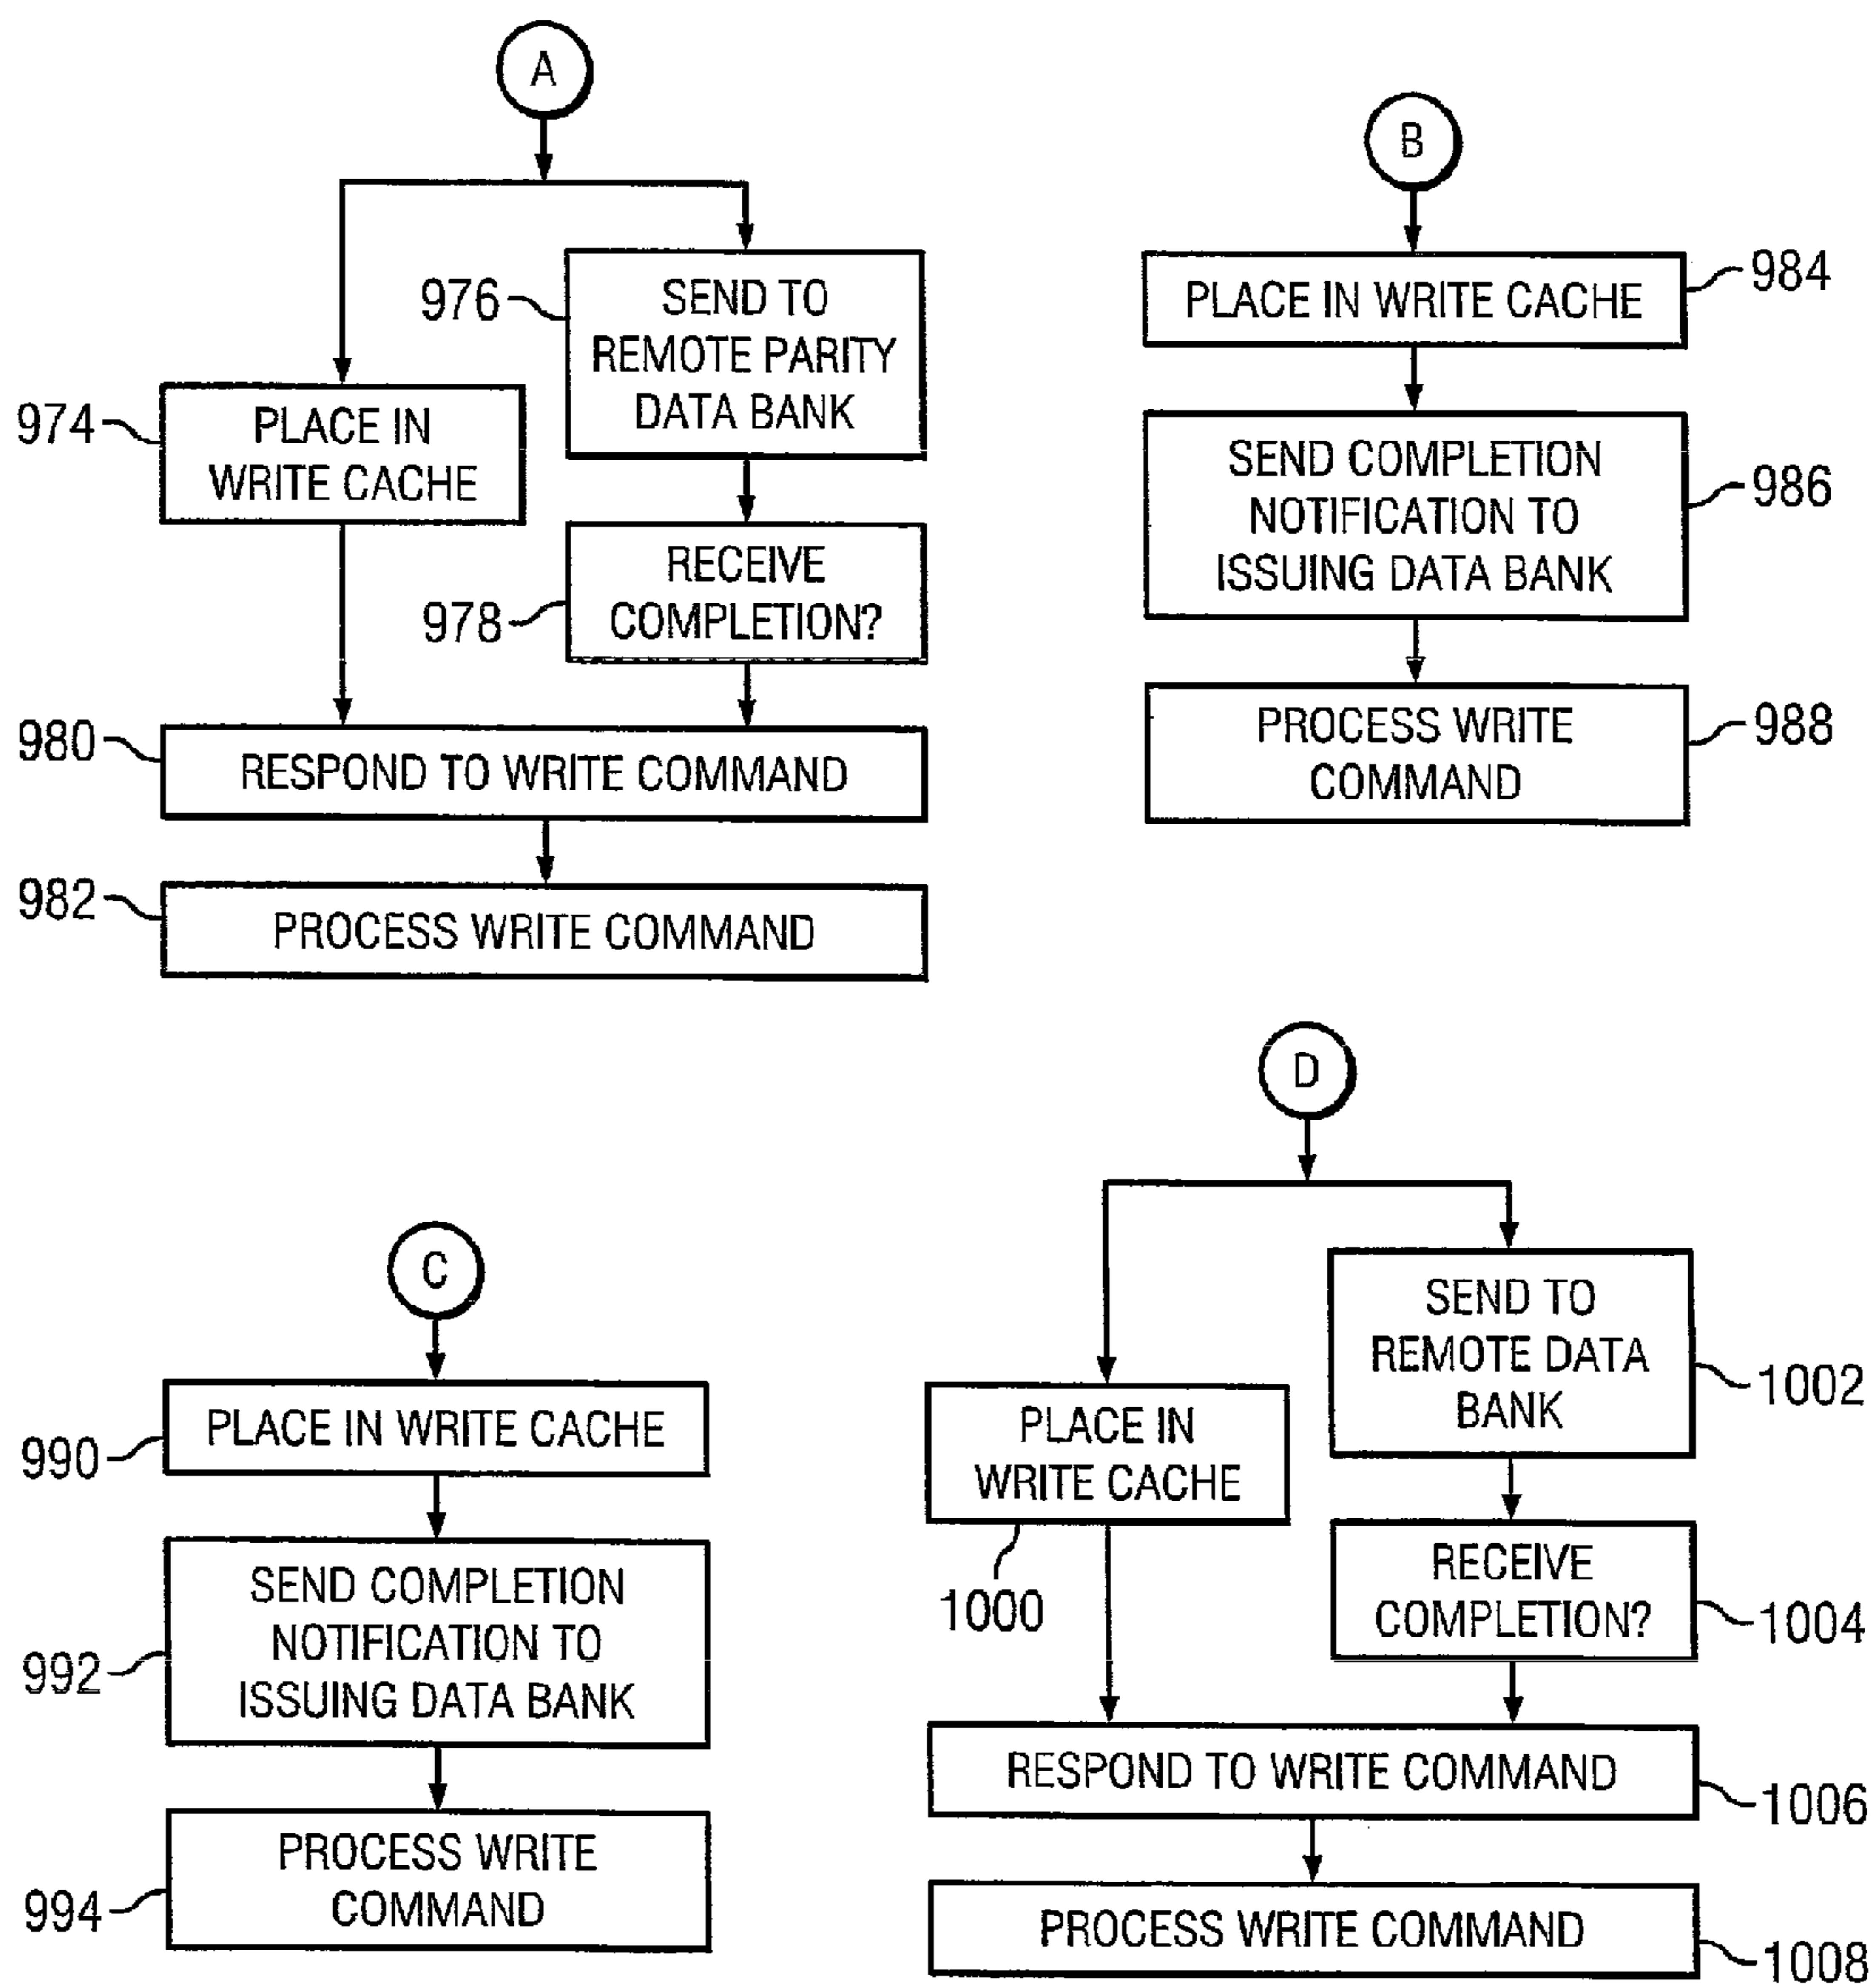 A
976
SEND TO
REMOTE PARITY
DATA BANK
974
PLACE IN
WRITE CACHE
978
RECEIVE
COMPLETION?
980
RESPOND TO WRITE COMMAND
982
PROCESS WRITE COMMAND
B
PLACE IN WRITE CACHE
984
SEND COMPLETION
NOTIFICATION TO
ISSUING DATA BANK
986
PROCESS WRITE
COMMAND
988
C
PLACE IN WRITE CACHE
990
SEND COMPLETION
NOTIFICATION TO
ISSUING DATA BANK
992
PROCESS WRITE
COMMAND
994
D
SEND TO
REMOTE DATA
BANK
1002
PLACE IN
WRITE CACHE
1000
RECEIVE
COMPLETION?
1004
RESPOND TO WRITE COMMAND
1006
PROCESS WRITE COMMAND
1008